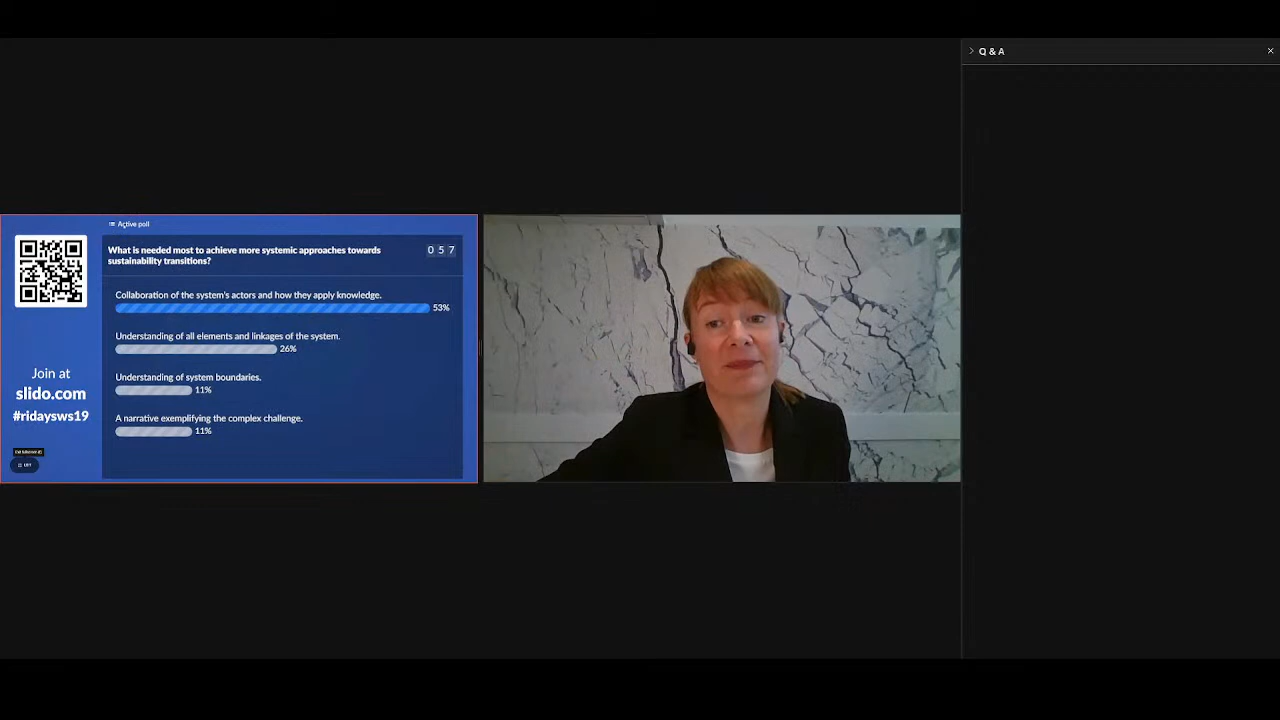 Active poll
What is needed most to achieve more systemic approaches towards
sustainability transitions?
0 5 7
Collaboration of the system's actors and how they apply knowledge.
53%
Understanding of all elements and linkages of the system.
26%
Understanding of system boundaries.
11%
A narrative exemplifying the complex challenge.
11%
Join at
slido.com
#ridaysws19
Q & A